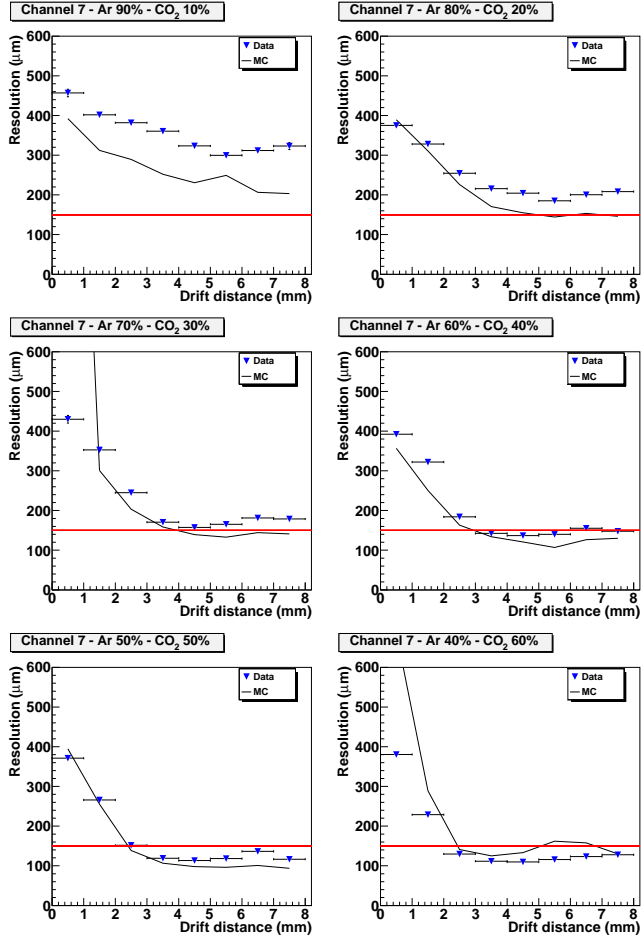 Channel 7 - Ar 90% - CO2 10%
Resolution (μm)
600
500
400
300
200
100
0
Data
MC
0 1 2 3 4 5 6 7 8
Drift distance (mm)
Channel 7 - Ar 80% - CO2 20%
Resolution (μm)
600
500
400
300
200
100
0
Data
MC
0 1 2 3 4 5 6 7 8
Drift distance (mm)
Channel 7 - Ar 70% - CO2 30%
Resolution (μm)
600
500
400
300
200
100
0
Data
MC
0 1 2 3 4 5 6 7 8
Drift distance (mm)
Channel 7 - Ar 60% - CO2 40%
Resolution (μm)
600
500
400
300
200
100
0
Data
MC
0 1 2 3 4 5 6 7 8
Drift distance (mm)
Channel 7 - Ar 50% - CO2 50%
Resolution (μm)
600
500
400
300
200
100
0
Data
MC
0 1 2 3 4 5 6 7 8
Drift distance (mm)
Channel 7 - Ar 40% - CO2 60%
Resolution (μm)
600
500
400
300
200
100
0
Data
MC
0 1 2 3 4 5 6 7 8
Drift distance (mm)